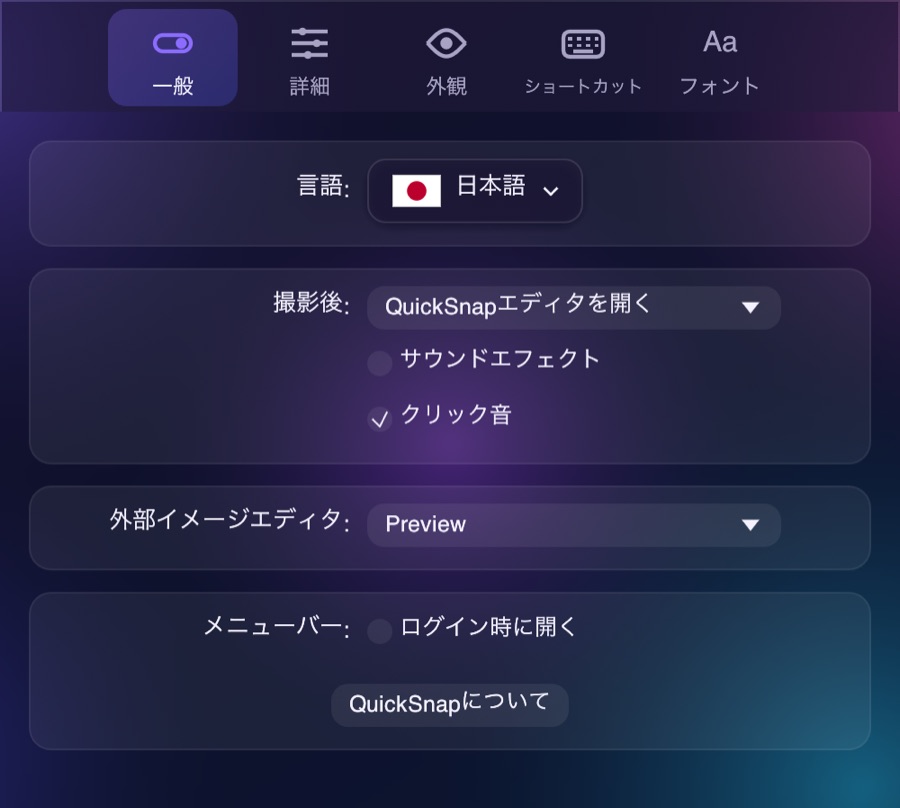 一般
詳細
外観
ショートカット
Aa
フォント
言語:
日本語
撮影後:
QuickSnapエディタを開く
サウンドエフェクト
クリック音
外部イメージエディタ:
Preview
メニューバー:
ログイン時に開く
QuickSnapについて